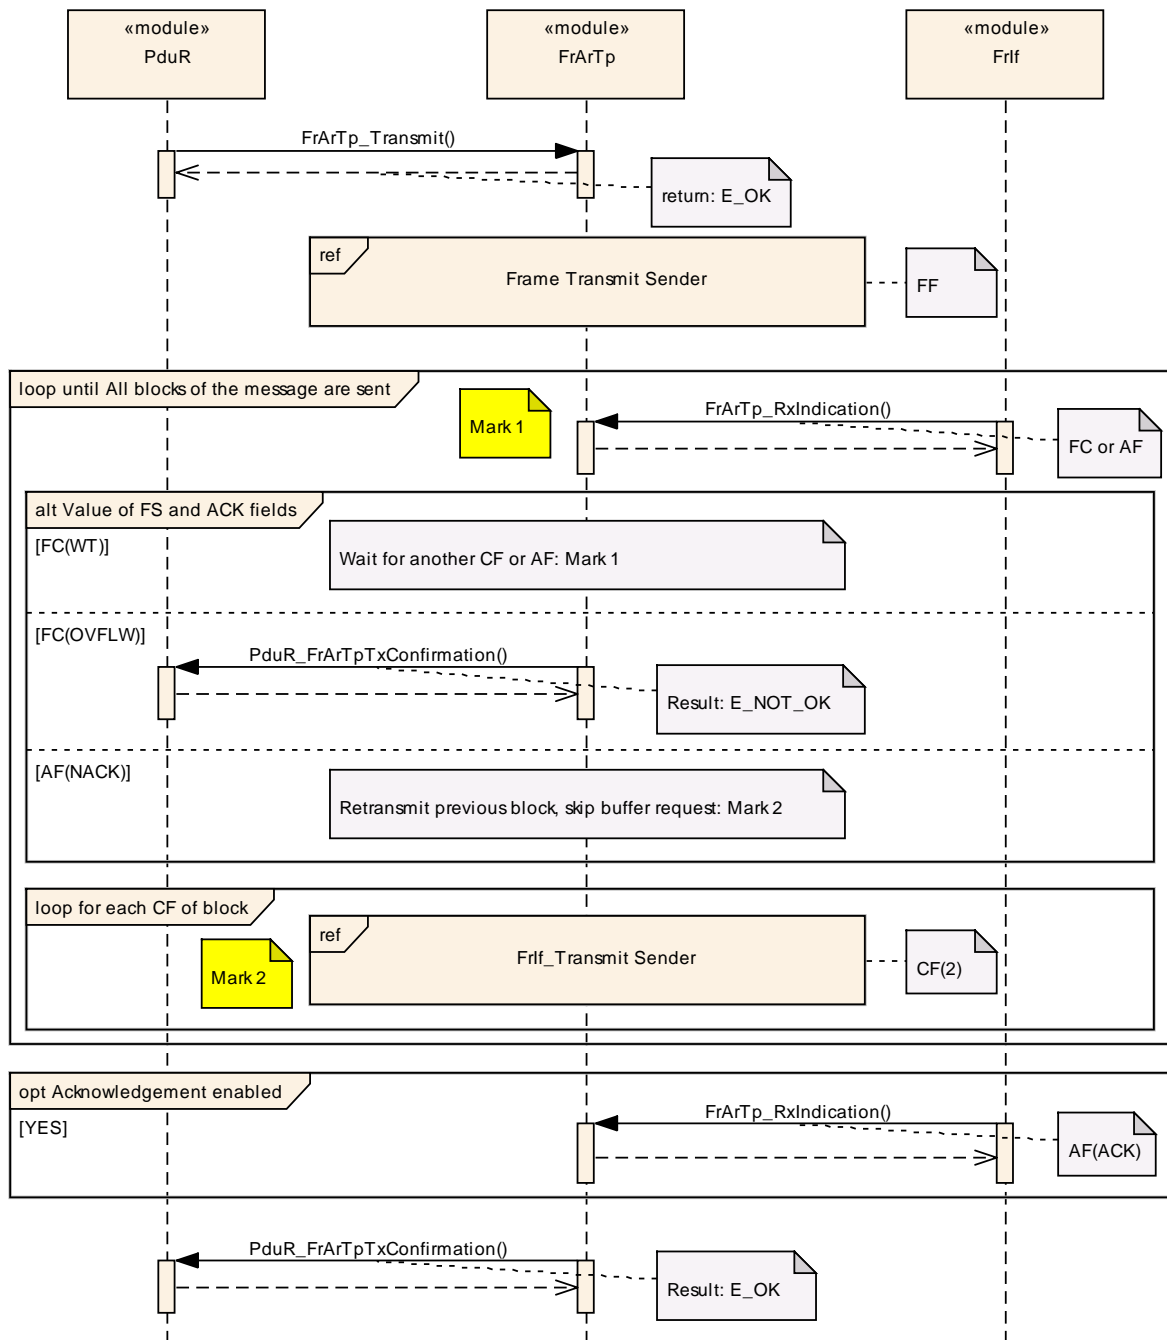 «module»
PduR
«module»
FrArTp
«module»
FrIf
FrArTp_Transmit()
return: E_OK
ref
Frame Transmit Sender
FF
loop until All blocks of the message are sent
Mark 1
FrArTp_RxIndication()
FC or AF
alt Value of FS and ACK fields
[FC(WT)]
Wait for another CF or AF: Mark 1
[FC(OVFLW)]
PduR_FrArTpTxConfirmation()
Result: E_NOT_OK
[AF(NACK)]
Retransmit previous block, skip buffer request: Mark 2
loop for each CF of block
ref
FrIf_Transmit Sender
Mark 2
CF(2)
opt Acknowledgement enabled
[YES]
FrArTp_RxIndication()
AF(ACK)
PduR_FrArTpTxConfirmation()
Result: E_OK